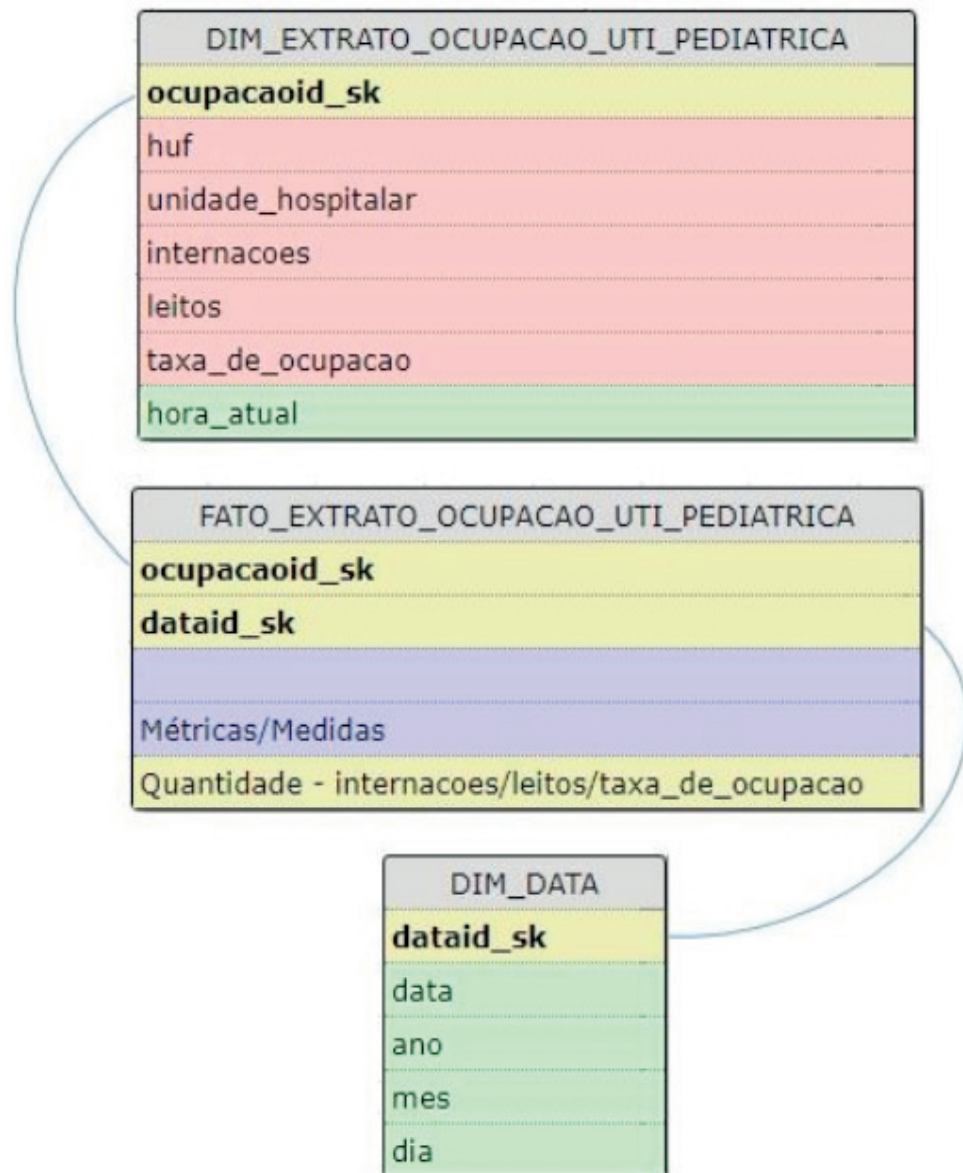 DIM_EXTRATO_OCUPACAO_UTI_PEDIATRICA
ocupacaoid_sk
huf
unidade_hospitalar
internacoes
leitos
taxa_de_ocupacao
hora_atual
FATO_EXTRATO_OCUPACAO_UTI_PEDIATRICA
ocupacaoid_sk
dataid_sk
Métricas/Medidas
Quantidade - internacoes/leitos/taxa_de_ocupacao
DIM_DATA
dataid_sk
data
ano
mes
dia